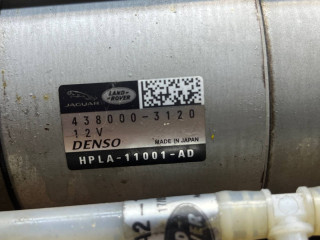 JAGUAR LAND-ROVER
438000-3120
12V
DENSO MADE IN JAPAN
HPLA-11001-AD